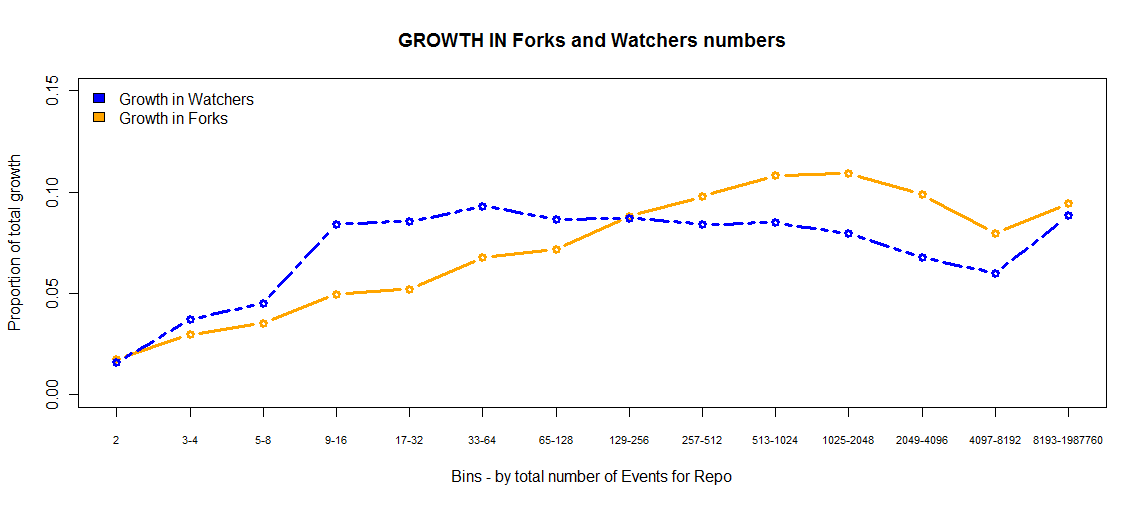 GROWTH IN Forks and Watchers numbers
Growth in Watchers
Growth in Forks
Proportion of total growth
0.15
0.10
0.05
0.00
2 3-4 5-8 9-16 17-32 33-64 65-128 129-256 257-512 513-1024 1025-2048 2049-4096 4097-8192 8193-1987760
Bins - by total number of Events for Repo